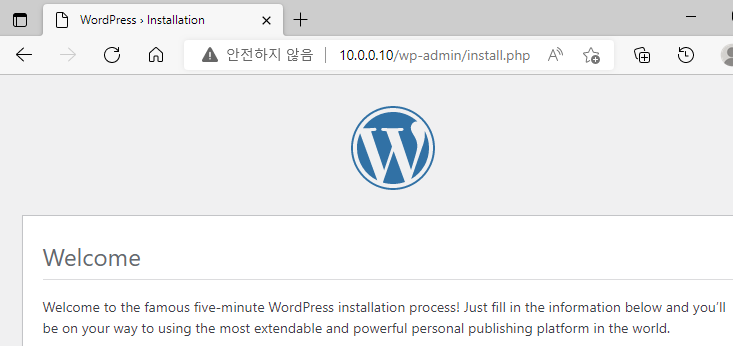 WordPress › Installation
안전하지 않음 10.0.0.10/wp-admin/install.php
Welcome
Welcome to the famous five-minute WordPress installation process! Just fill in the information below and you'll
be on your way to using the most extendable and powerful personal publishing platform in the world.